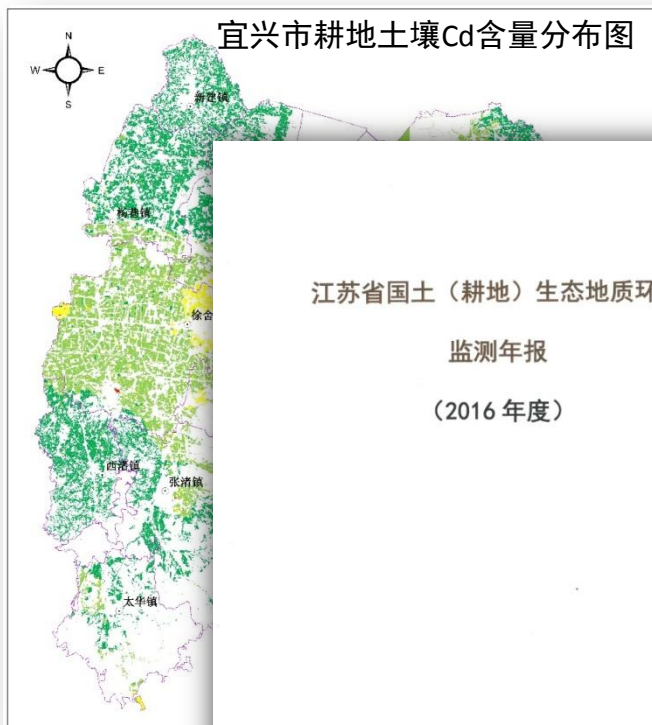 宜兴市耕地土壤Cd含量分布图
N
W E
S
新建镇
杨巷镇
徐舍
西渚镇
张渚镇
太华镇
江苏省国土（耕地）生态地质环
监测年报
（2016 年度）